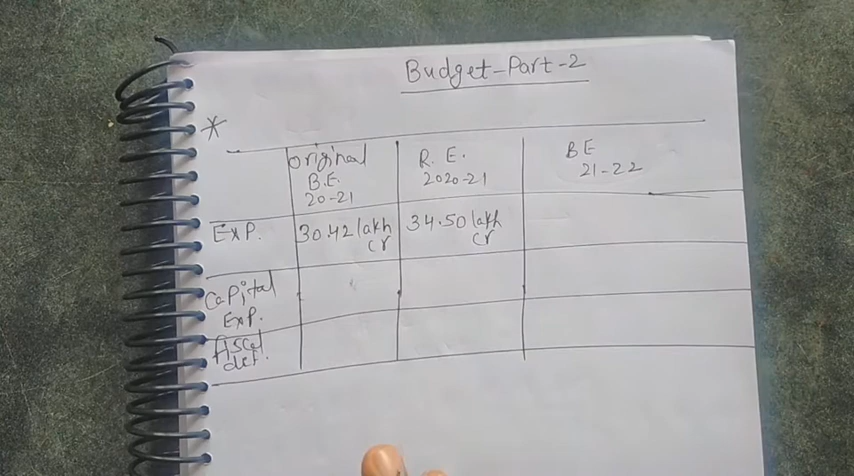 Budget-Part-2
*
original
B.E.
20-21
R. E.
2020-21
BE
21-22
Exp.
30.42 lakh
cr
34.50 lakh
cr
Capital
Exp.
fiscal
def.